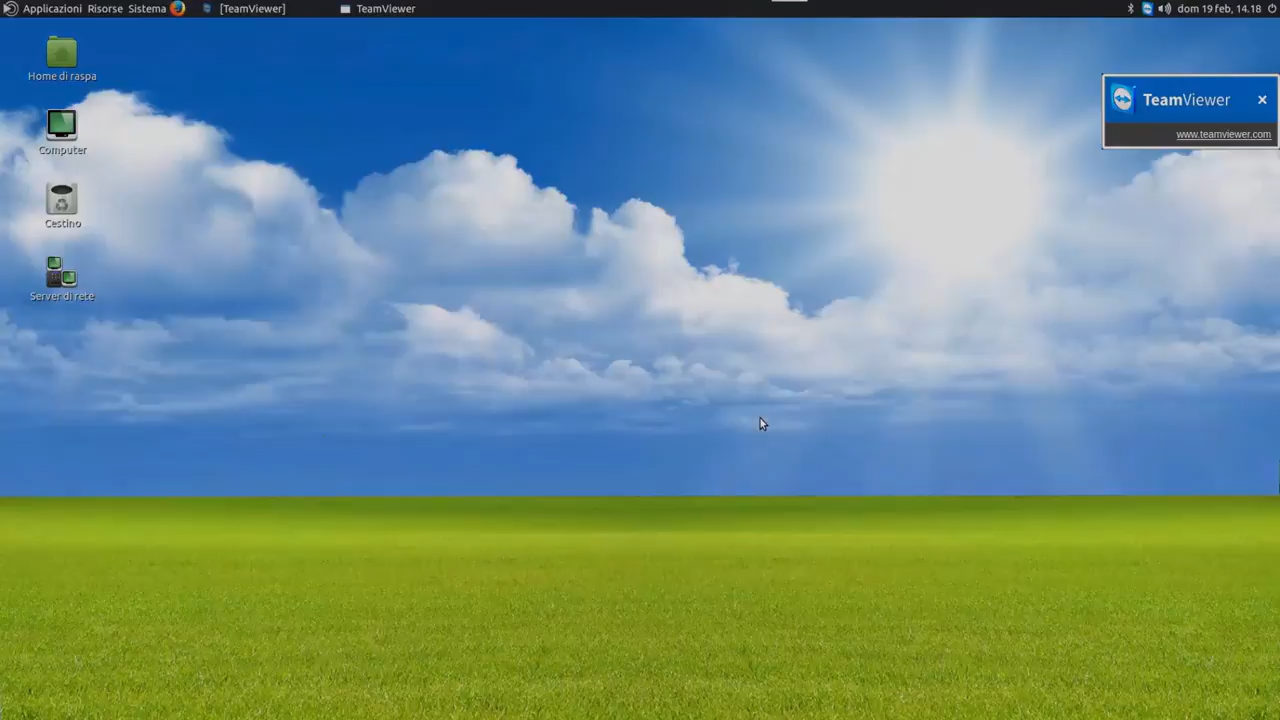 Applicazioni Risorse Sistema [TeamViewer] TeamViewer dom 19 feb, 14.18
Home di raspa
TeamViewer
www.teamviewer.com
Computer
Cestino
Server di rete